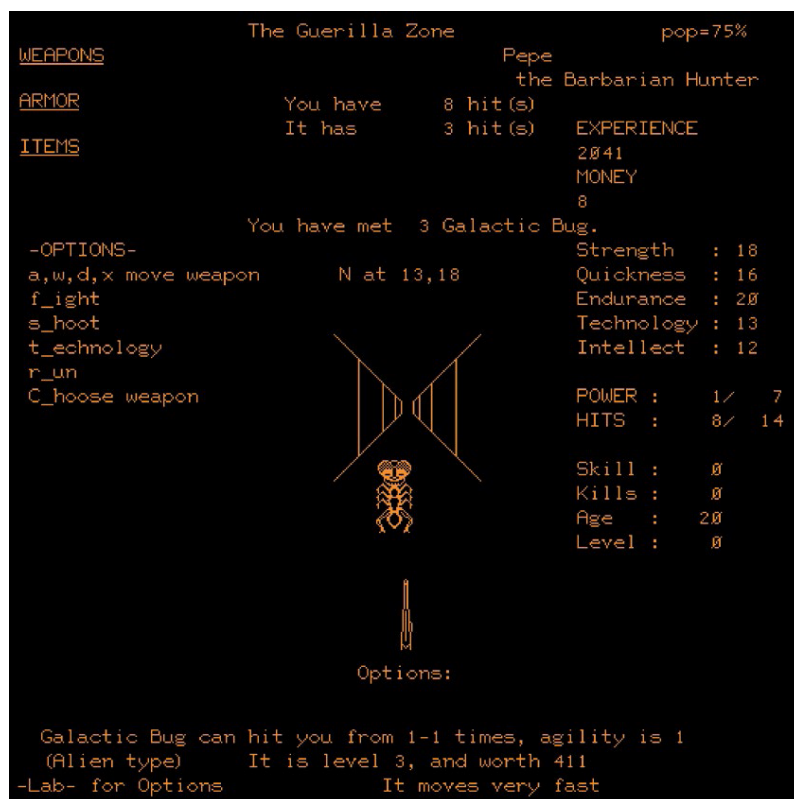 The Guerilla Zone pop=75%
WEAPONS Pepe
the Barbarian Hunter
ARMOR You have 8 hit(s)
It has 3 hit(s) EXPERIENCE
ITEMS 2041
MONEY
8
You have met 3 Galactic Bug.
-OPTIONS- Strength : 18
a,w,d,x move weapon N at 13,18 Quickness : 16
f_ight Endurance : 20
s_hoot Technology : 13
t_echnology Intellect : 12
r_un
C_hoose weapon POWER : 1/ 7
HITS : 8/ 14
Skill : 0
Kills : 0
Age : 20
Level : 0
Options:
Galactic Bug can hit you from 1-1 times, agility is 1
(Alien type) It is level 3, and worth 411
-Lab- for Options It moves very fast